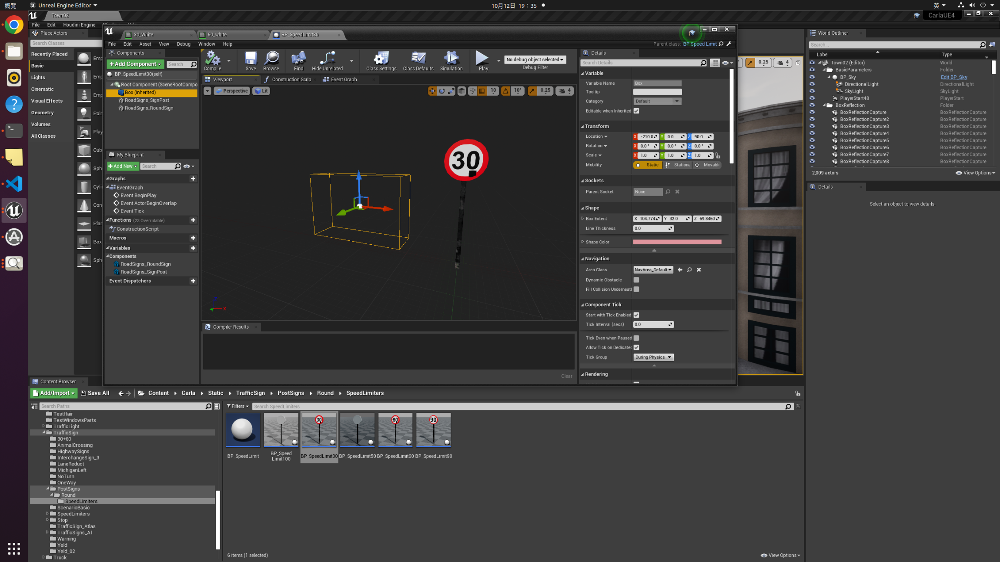 概覽
Unreal Engine Editor
10月12日 19：35
英
Town02
CarlaUE4
File Edit Houdini Engine
Place Actors
Search Classes
Recently Placed
Basic
Lights
Cinematic
Visual Effects
Geometry
Volumes
All Classes
30_White
60_white
BP_SpeedLimit30
File Edit Asset View Debug Window Help
Parent class: BP Speed Limit
Components
+Add Component
Search
BP_SpeedLimit30(self)
Root Component (SceneRootCompo
Box (Inherited)
RoadSigns_SignPost
RoadSigns_RoundSign
My Blueprint
+Add New
Search
Graphs
EventGraph
Event BeginPlay
Event ActorBeginOverlap
Event Tick
Functions (23 Overridable)
ConstructionScript
Macros
Variables
Components
RoadSigns_RoundSign
RoadSigns_SignPost
Event Dispatchers
Compile
Save
Browse
Find
Hide Unrelated
Class Settings
Class Defaults
Simulation
Play
No debug object selected
Debug Filter
Viewport
Construction Scrip
Event Graph
Perspective
Lit
10
10°
0.25
4
30
Z
X
Y
Compiler Results
Clear
Details
Search Details
Variable
Variable Name Box
Tooltip
Category Default
Editable when Inherited
Transform
Location X -210.0 Y 0.0 Z 90.0
Rotation X 0.0 ° Y 0.0 ° Z 0.0 °
Scale X 1.0 Y 1.0 Z 1.0
Mobility Static Stationa Movabl
Sockets
Parent Socket None
Shape
Box Extent X 104.774 Y 32.0 Z 69.8460
Line Thickness 0.0
Shape Color
Navigation
Area Class NavArea_Default
Dynamic Obstacle
Fill Collision Underneat
Component Tick
Start with Tick Enabled
Tick Interval (secs) 0.0
Tick Even when Paused
Allow Tick on Dedicated
Tick Group During Physics
Rendering
0.25
4
World Outliner
Search...
Label Type
Town02 (Editor) World
BasicParameters Folder
BP_Sky Edit BP_Sky
DirectionalLight DirectionalLight
SkyLight SkyLight
PlayerStart48 PlayerStart
BoxReflection Folder
BoxReflectionCapture BoxReflectionCapture
BoxReflectionCapture2 BoxReflectionCapture
BoxReflectionCapture3 BoxReflectionCapture
BoxReflectionCapture4 BoxReflectionCapture
BoxReflectionCapture5 BoxReflectionCapture
BoxReflectionCapture6 BoxReflectionCapture
BoxReflectionCapture7 BoxReflectionCapture
BoxReflectionCapture8 BoxReflectionCapture
2,009 actors
View Options
Details
Select an object to view details.
Content Browser
Add/Import
Save All
Content Carla Static TrafficSign PostSigns Round SpeedLimiters
Search Paths
TestHair
TestWindowsParts
TrafficLight
TrafficSign
30+60
AnimalCrossing
HighwaySigns
InterchangeSign_3
LaneReduct
MichiganLeft
NoTurn
OneWay
PostSigns
Round
SpeedLimiters
ScenarioBasic
SpeedLimiters
Stop
TrafficSign_Atlas
TrafficSigns_A1
Warning
Yeld
Yeld_02
Truck
Filters
Search SpeedLimiters
30
60
90
BP_SpeedLimit
BP_Speed
Limit100
BP_SpeedLimit30
BP_SpeedLimit50
BP_SpeedLimit60
BP_SpeedLimit90
6 items (1 selected)
View Options